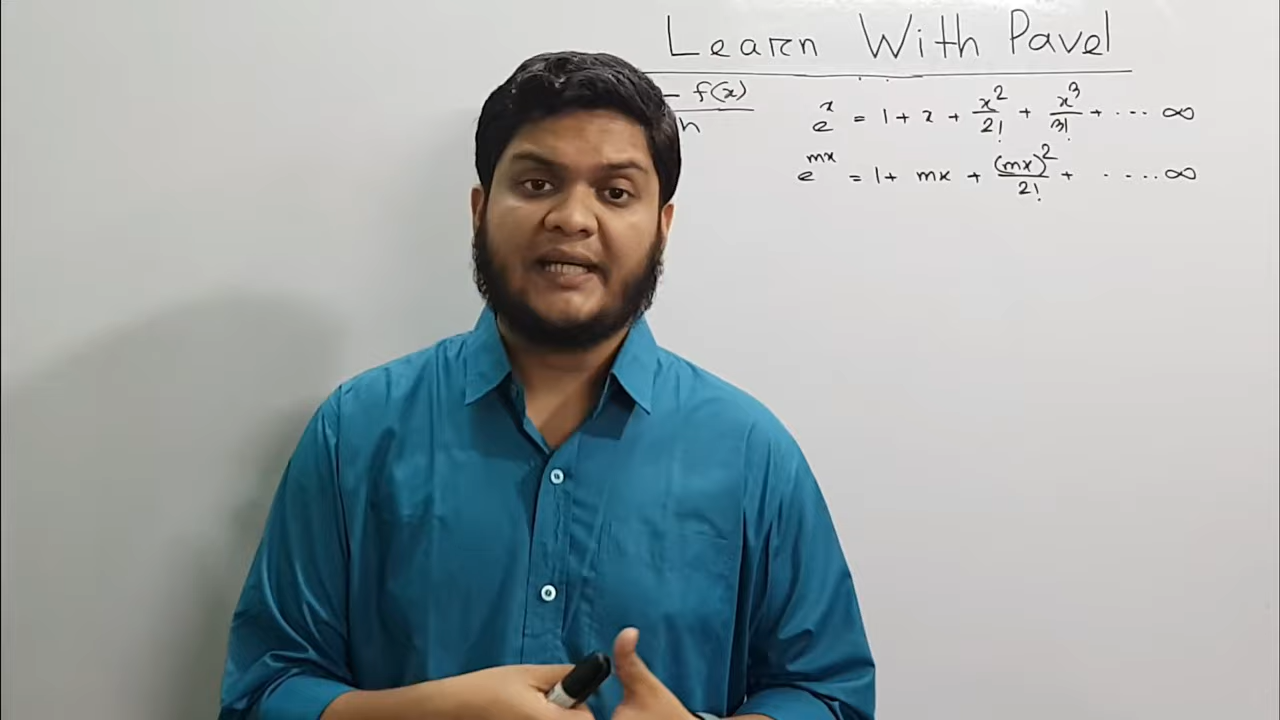 Learn With Pavel
- f(x)
h
e^x = 1 + x + x^2/2! + x^3/3! + ... ∞
e^mx = 1 + mx + (mx)^2/2! + ..... ∞